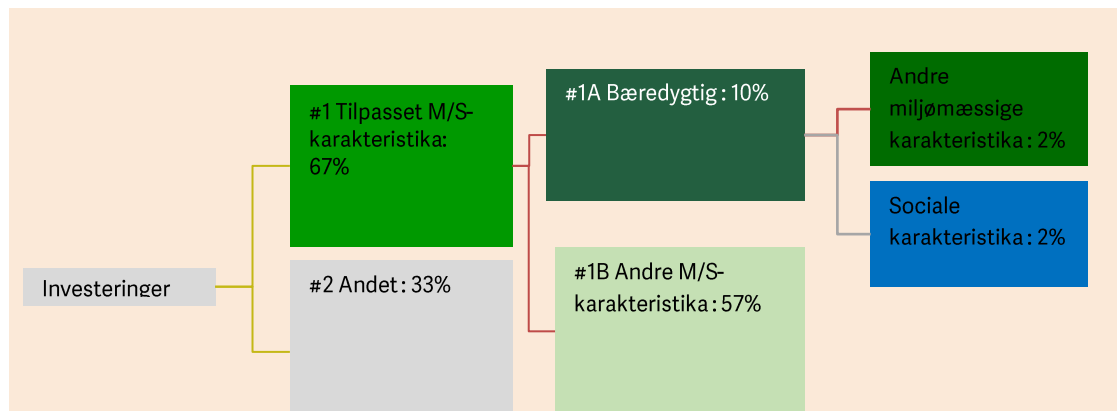 Investeringer
#1 Tilpasset M/S-
karakteristika:
67%
#2 Andet: 33%
#1A Bæredygtig: 10%
#1B Andre M/S-
karakteristika: 57%
Andre
miljømæssige
karakteristika: 2%
Sociale
karakteristika: 2%